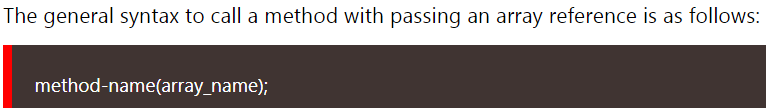 The general syntax to call a method with passing an array reference is as follows:
method-name(array_name);